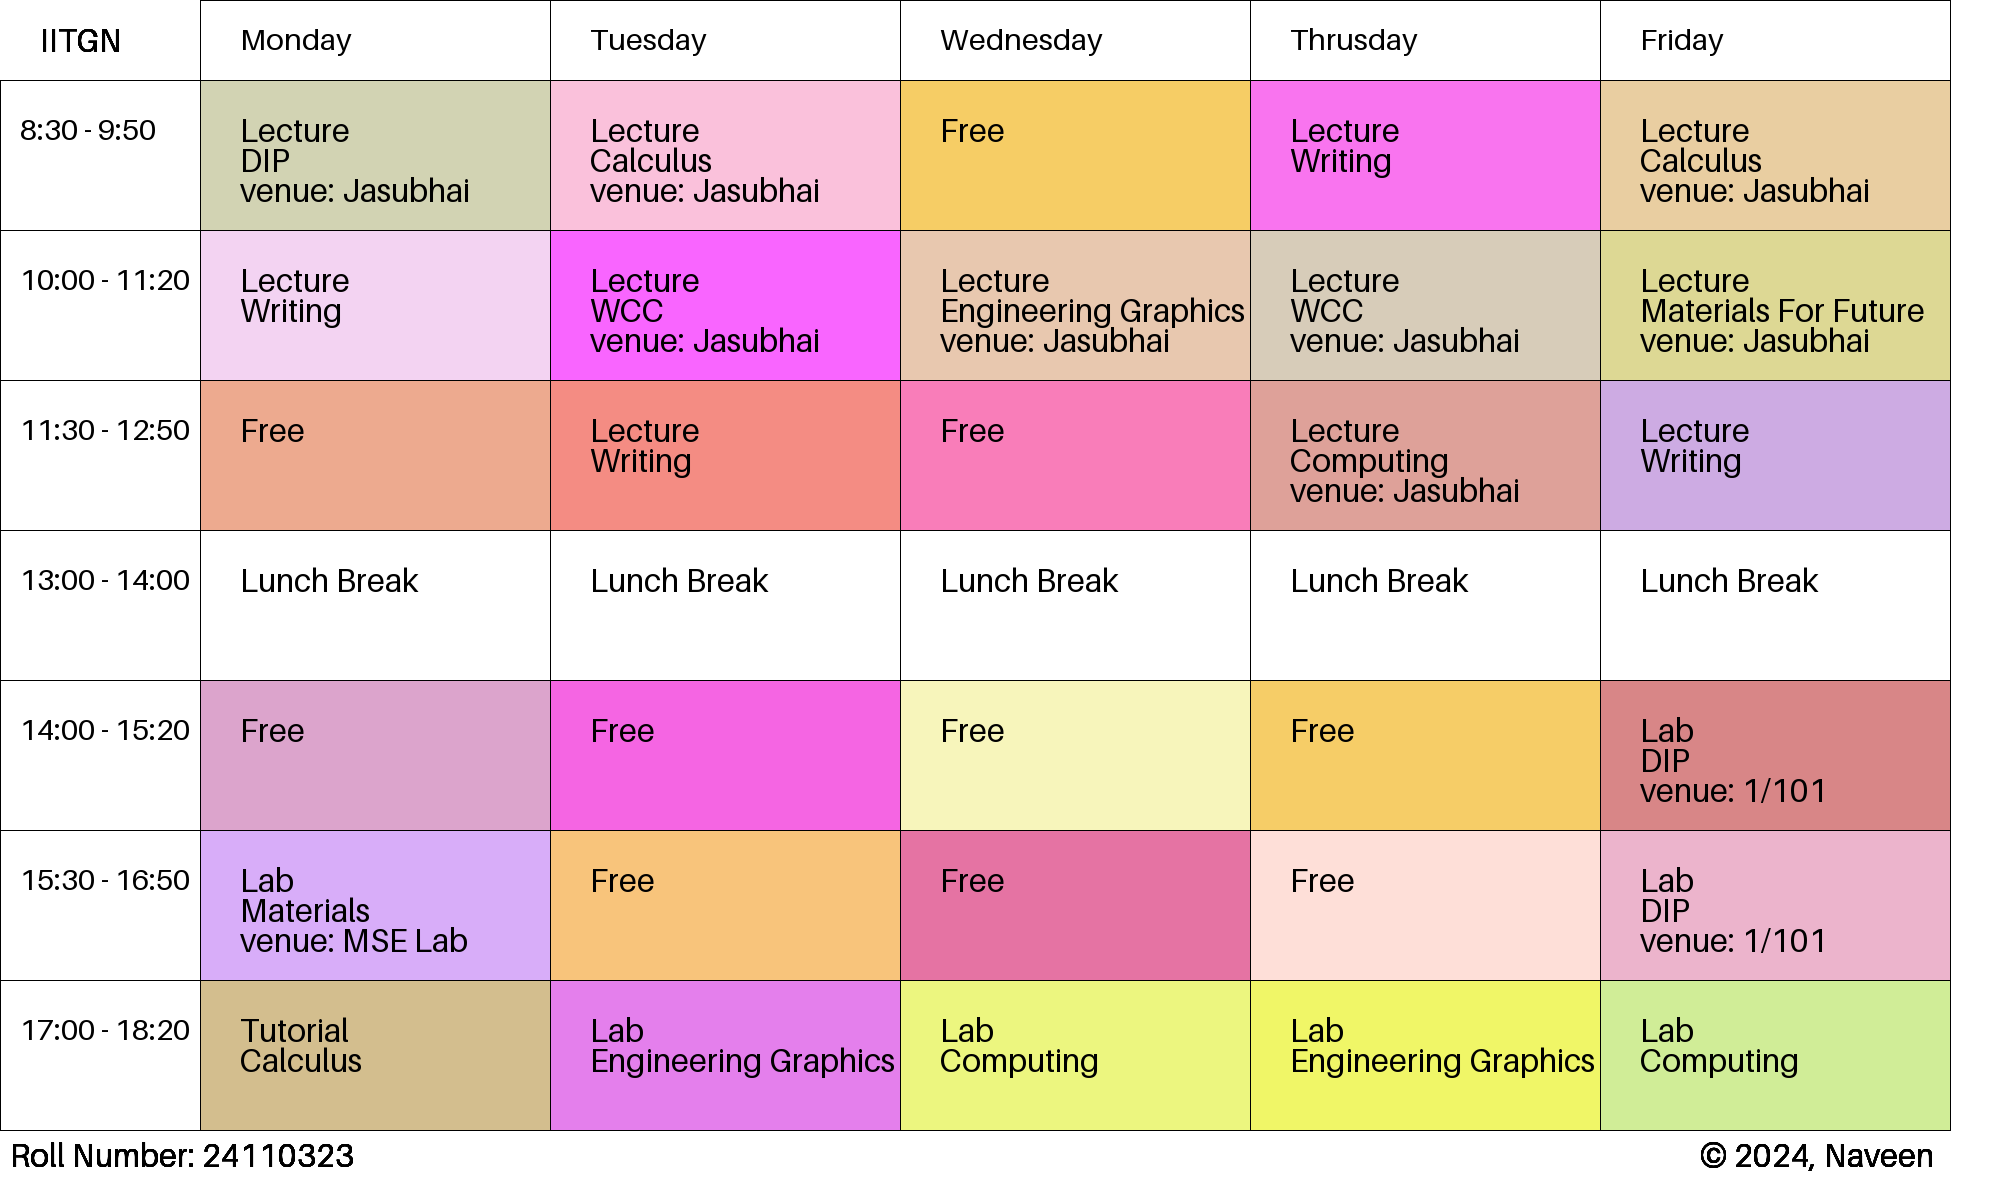 IITGN Monday Tuesday Wednesday Thrusday Friday
8:30 - 9:50
Lecture
DIP
venue: Jasubhai
Lecture
Calculus
venue: Jasubhai
Free
Lecture
Writing
Lecture
Calculus
venue: Jasubhai
10:00 - 11:20
Lecture
Writing
Lecture
WCC
venue: Jasubhai
Lecture
Engineering Graphics
venue: Jasubhai
Lecture
WCC
venue: Jasubhai
Lecture
Materials For Future
venue: Jasubhai
11:30 - 12:50
Free
Lecture
Writing
Free
Lecture
Computing
venue: Jasubhai
Lecture
Writing
13:00 - 14:00
Lunch Break
Lunch Break
Lunch Break
Lunch Break
Lunch Break
14:00 - 15:20
Free
Free
Free
Free
Lab
DIP
venue: 1/101
15:30 - 16:50
Lab
Materials
venue: MSE Lab
Free
Free
Free
Lab
DIP
venue: 1/101
17:00 - 18:20
Tutorial
Calculus
Lab
Engineering Graphics
Lab
Computing
Lab
Engineering Graphics
Lab
Computing
Roll Number: 24110323
© 2024, Naveen